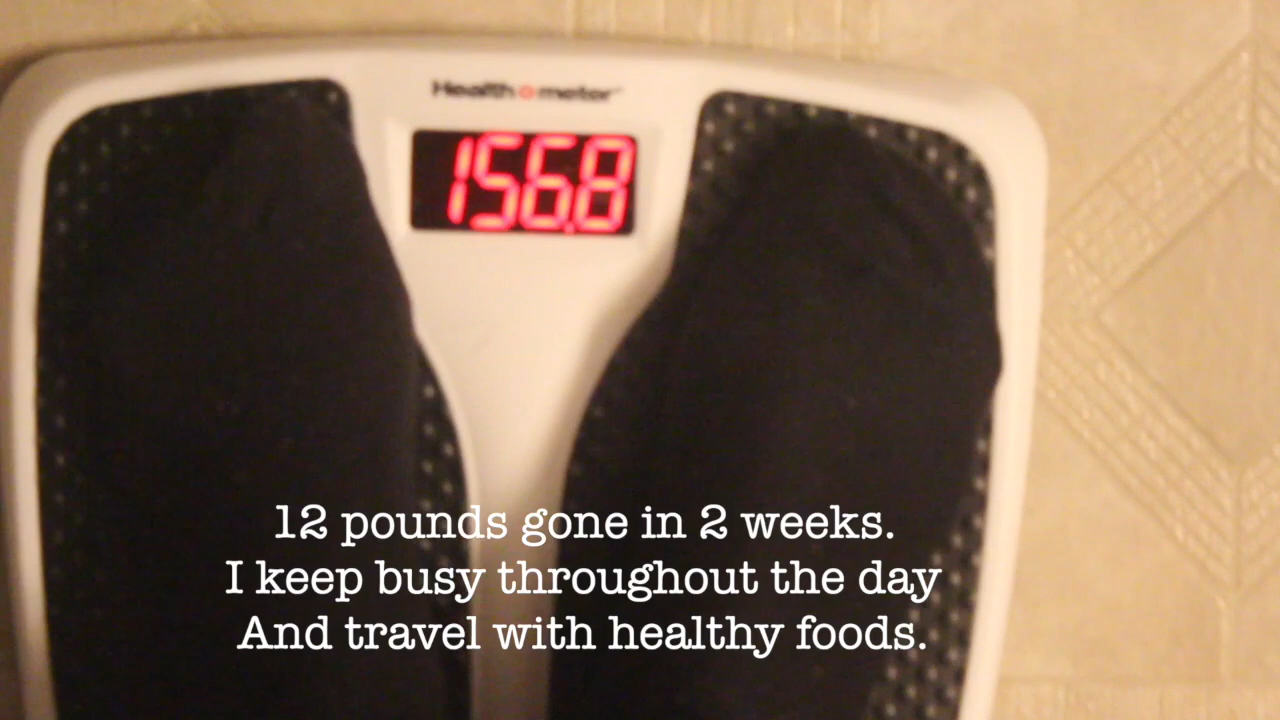 Health o meter
156.8
12 pounds gone in 2 weeks.
I keep busy throughout the day
And travel with healthy foods.